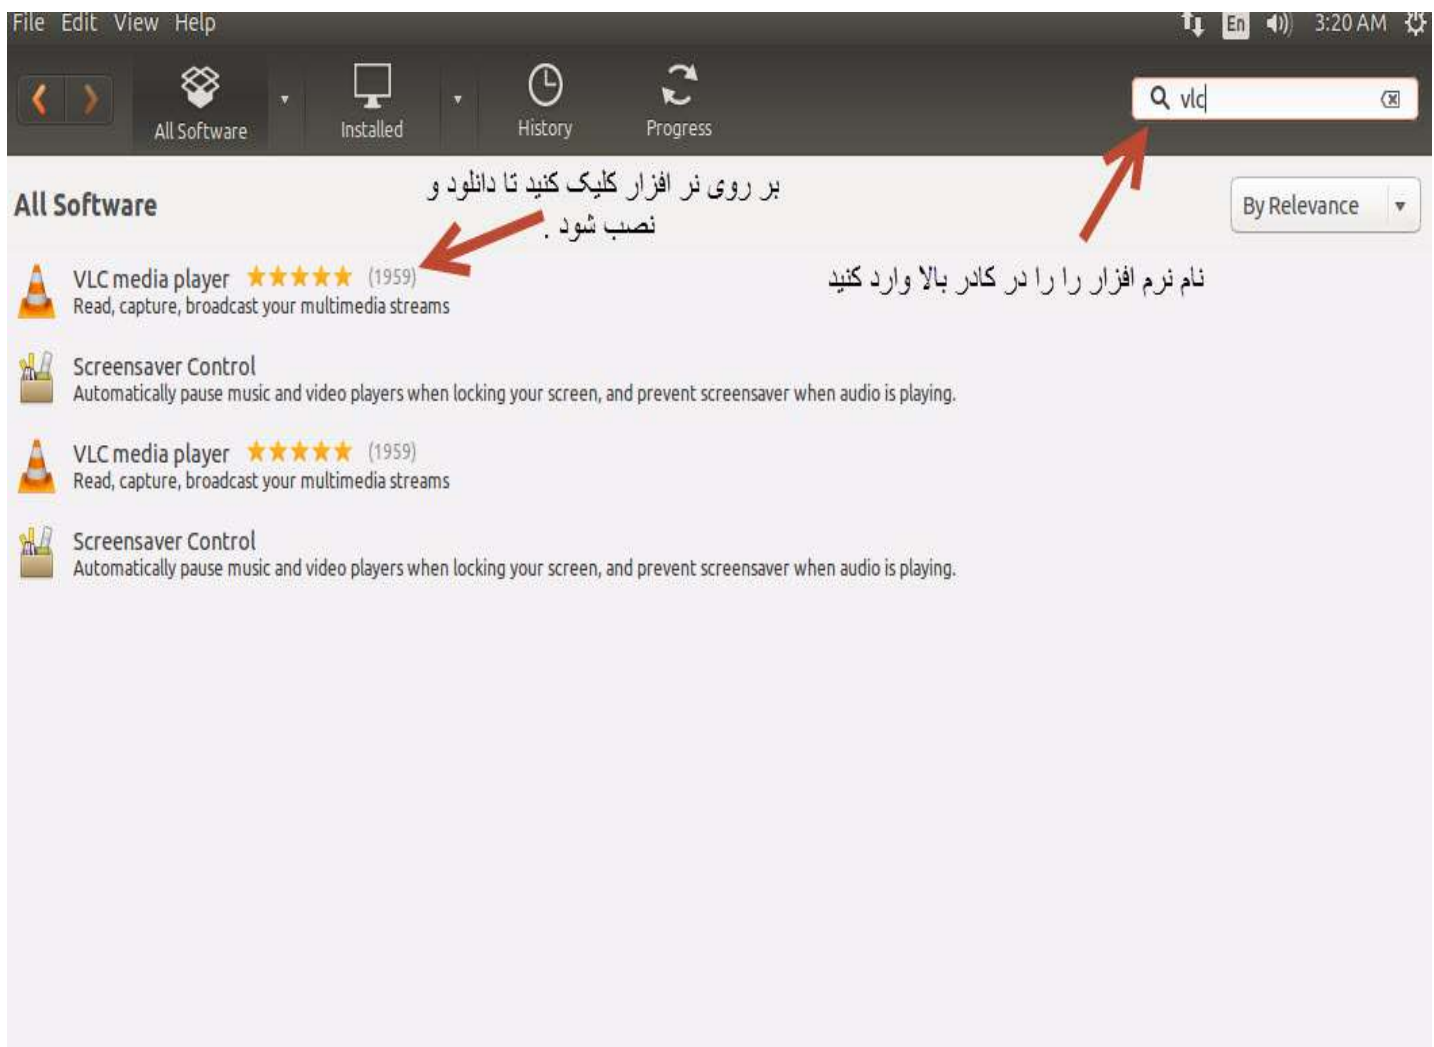 File Edit View Help
En 3:20 AM
vlc
All Software
Installed
History
Progress
بر روی نر افزار کلیک کنید تا دانلود و
نصب شود .
All Software
By Relevance
نام نرم افزار را را در کادر بالا وارد کنید
VLC media player (1959)
Read, capture, broadcast your multimedia streams
Screensaver Control
Automatically pause music and video players when locking your screen, and prevent screensaver when audio is playing.
VLC media player (1959)
Read, capture, broadcast your multimedia streams
Screensaver Control
Automatically pause music and video players when locking your screen, and prevent screensaver when audio is playing.